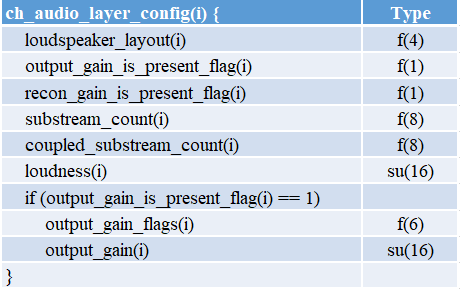 ch_audio_layer_config(i) { Type
loudspeaker_layout(i) f(4)
output_gain_is_present_flag(i) f(1)
recon_gain_is_present_flag(i) f(1)
substream_count(i) f(8)
coupled_substream_count(i) f(8)
loudness(i) su(16)
if (output_gain_is_present_flag(i) == 1)
output_gain_flags(i) f(6)
output_gain(i) su(16)
}